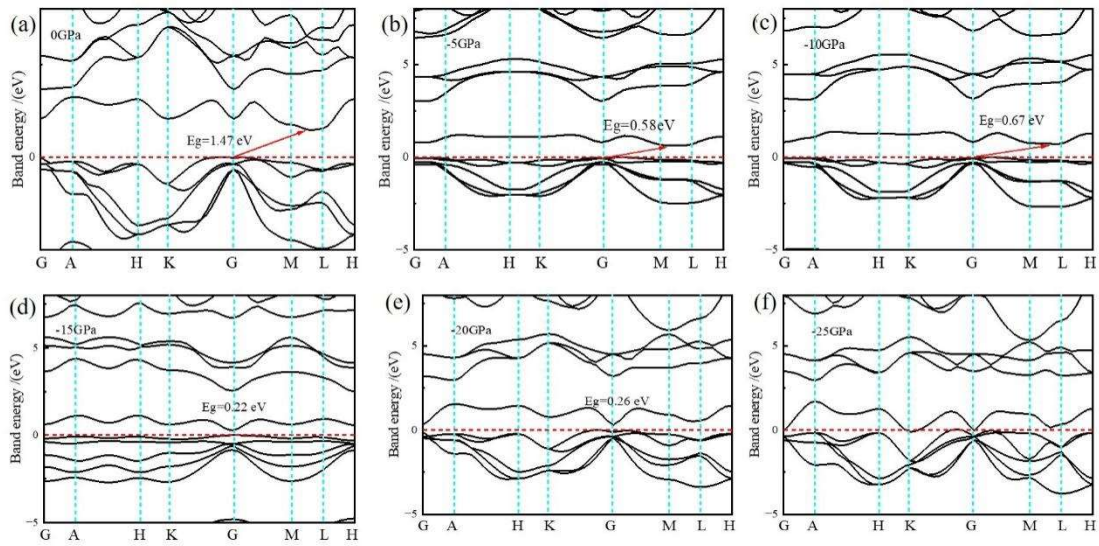 (a)
0GPa
Eg=1.47 eV
Band energy /(eV)
5
0
−5
G A H K G M L H
(b)
-5GPa
Eg=0.58eV
Band energy /(eV)
5
0
−5
G A H K G M L H
(c)
-10GPa
Eg=0.67 eV
Band energy /(eV)
5
0
−5
G A H K G M L H
(d)
-15GPa
Eg=0.22 eV
Band energy /(eV)
5
0
−5
G A H K G M L H
(e)
-20GPa
Eg=0.26 eV
Band energy /(eV)
5
0
−5
G A H K G M L H
(f)
-25GPa
Band energy /(eV)
5
0
−5
G A H K G M L H